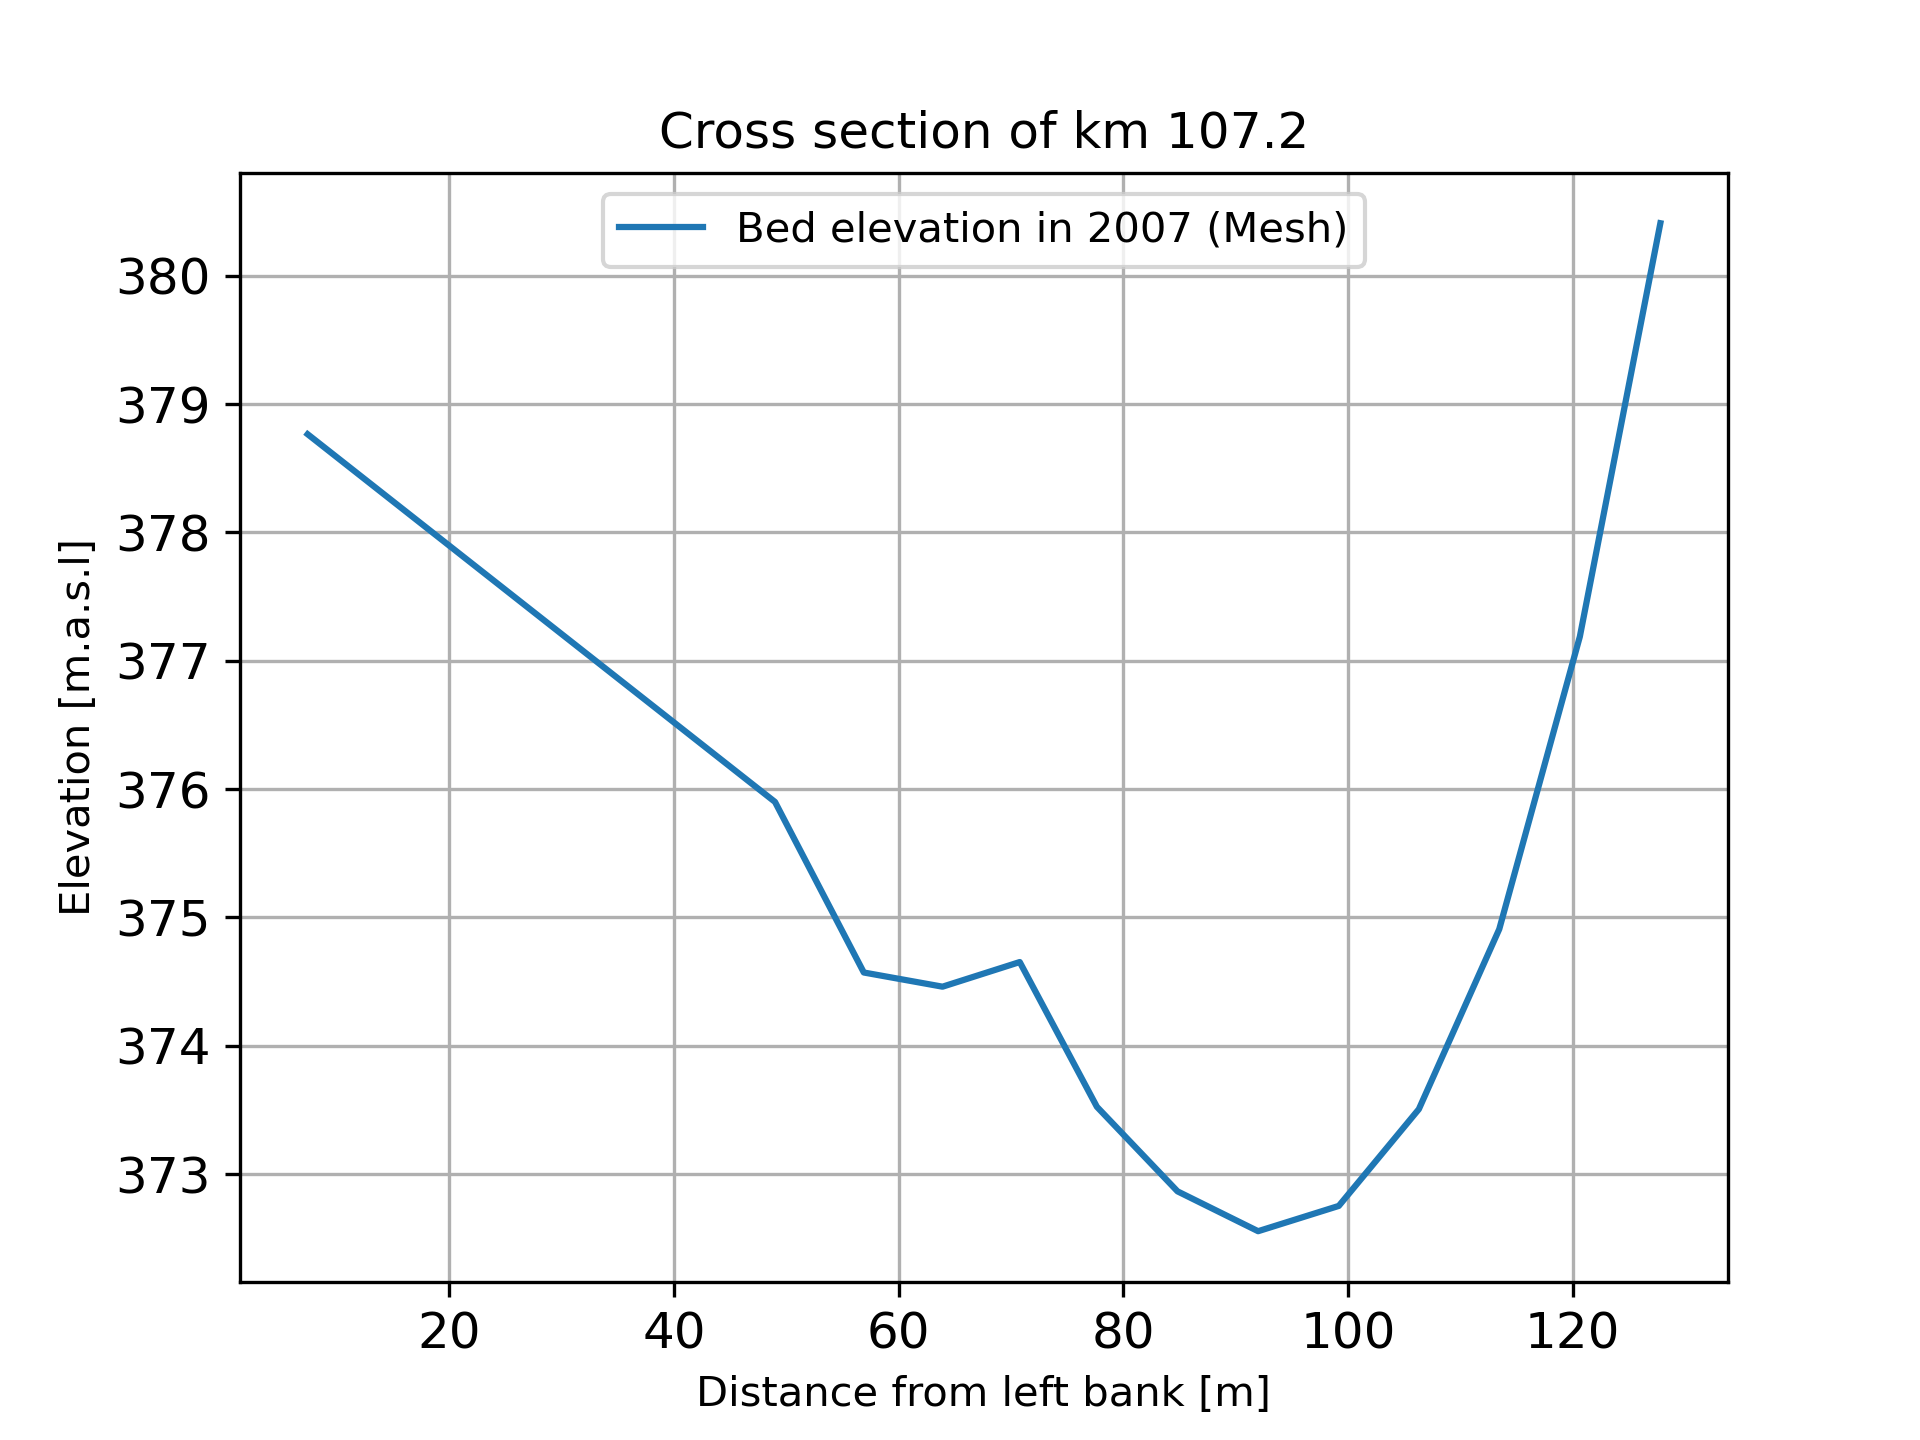 Cross section of km 107.2
Bed elevation in 2007 (Mesh)
380
379
378
377
376
375
374
373
Elevation [m.a.s.l]
20 40 60 80 100 120
Distance from left bank [m]